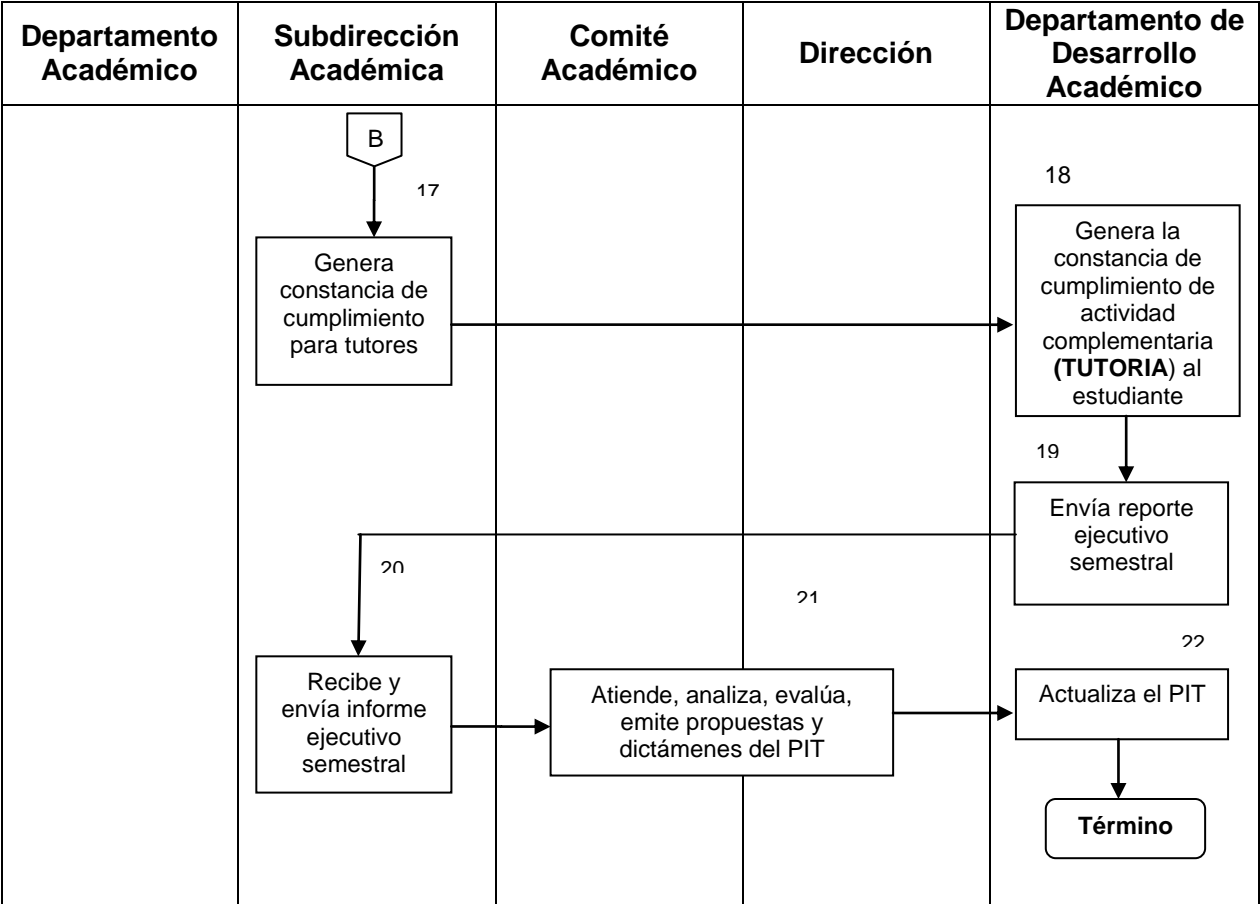 Departamento
Académico
Subdirección
Académica
Comité
Académico
Dirección
Departamento de
Desarrollo
Académico
B
17
Genera
constancia de
cumplimiento
para tutores
18
Genera la
constancia de
cumplimiento de
actividad
complementaria
(TUTORIA) al
estudiante
19
Envía reporte
ejecutivo
semestral
20
Recibe y
envía informe
ejecutivo
semestral
21
Atiende, analiza, evalúa,
emite propuestas y
dictámenes del PIT
22
Actualiza el PIT
Término